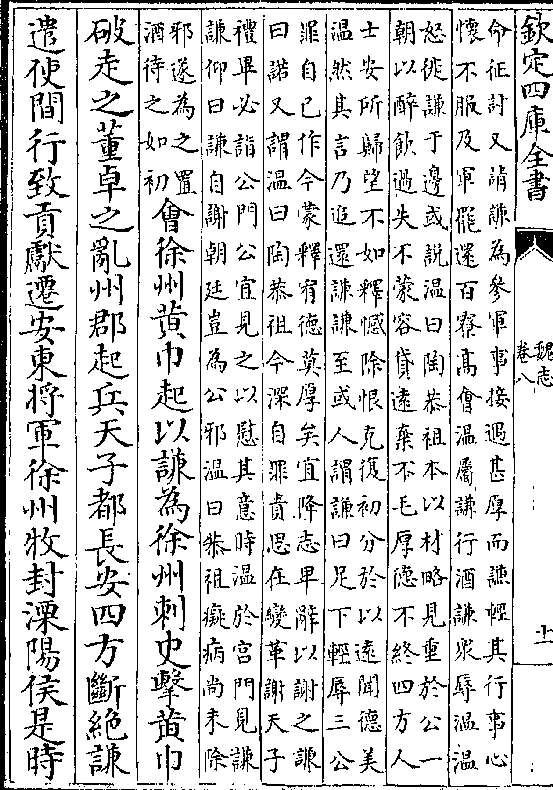 欽定四庫全書
魏志
卷八
十一
命征討又請謙為參軍事接遇甚厚而謙輕其行事心
懷不服及軍罷還百寮高會温屬謙行酒謙衆辱温温
怒徙謙于邊或說温曰陶恭祖本以材略見重於公一
朝以醉飲過失不蒙容貸遠棄不毛厚德不終四方人
士安所歸望不如釋憾除恨克復初分於以遠聞德美
温然其言乃追還謙謙至或人謂謙曰足下輕辱三公
罪自已作今蒙釋宥德莫厚矣宜降志卑辭以謝之謙
曰諾又謂温曰陶恭祖今深自罪責思在變革謝天子
禮畢必詣公門公宜見之以慰其意時温於宮門見謙
謙仰曰謙自謝朝廷豈為公邪温曰恭祖癡病尚未除
邪遂為之置
酒待之如初
會徐州黄巾起以謙為徐州刺史擊黄巾
破走之董卓之亂州郡起兵天子都長安四方斷絶謙
遣使間行致貢獻遷安東將軍徐州牧封溧陽侯是時